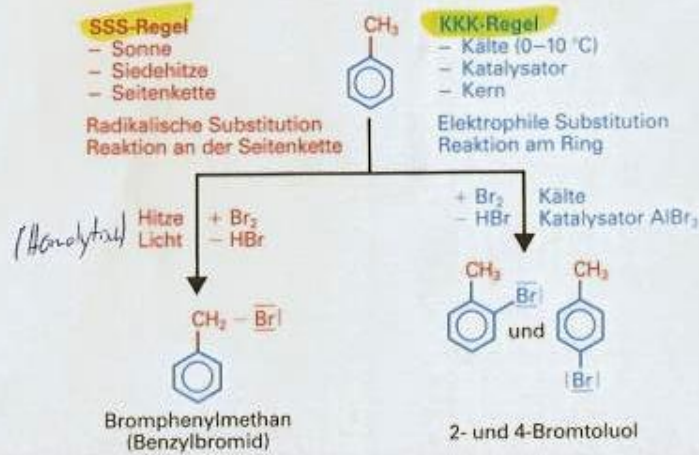 SSS-Regel
– Sonne
– Siedehitze
– Seitenkette
Radikalische Substitution
Reaktion an der Seitenkette
CH₃
KKK-Regel
– Kälte (0–10 °C)
– Katalysator
– Kern
Elektrophile Substitution
Reaktion am Ring
Hitze + Br₂
Licht – HBr
+ Br₂ Kälte
– HBr Katalysator AlBr₃
CH₂ – Br
Bromphenylmethan
(Benzylbromid)
CH₃
Br
und
CH₃
Br
2- und 4-Bromtoluol